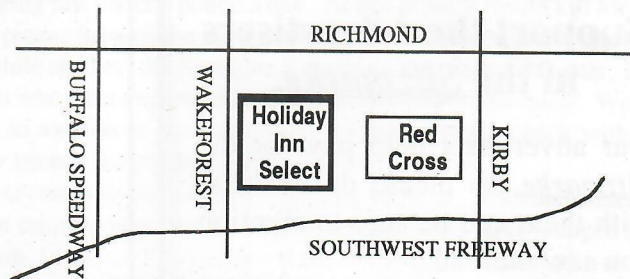 RICHMOND
BUFFALO SPEEDWAY
WAKEFOREST
Holiday
Inn
Select
Red
Cross
KIRBY
SOUTHWEST FREEWAY